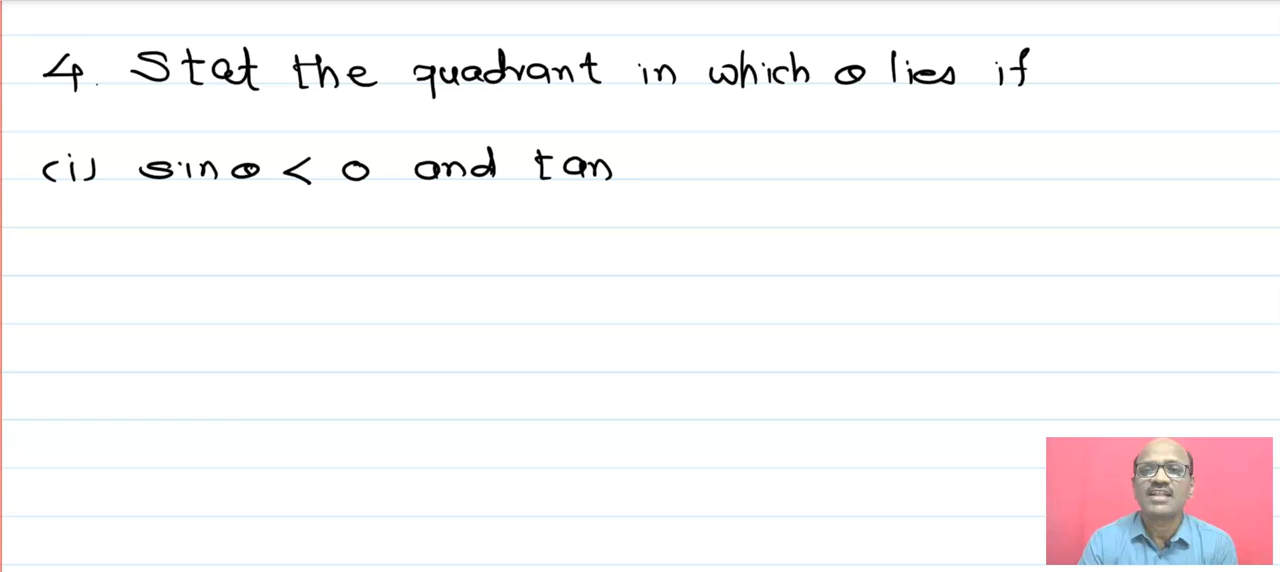 4. Stat the quadrant in which θ lies if
(i) sinθ < 0 and tan